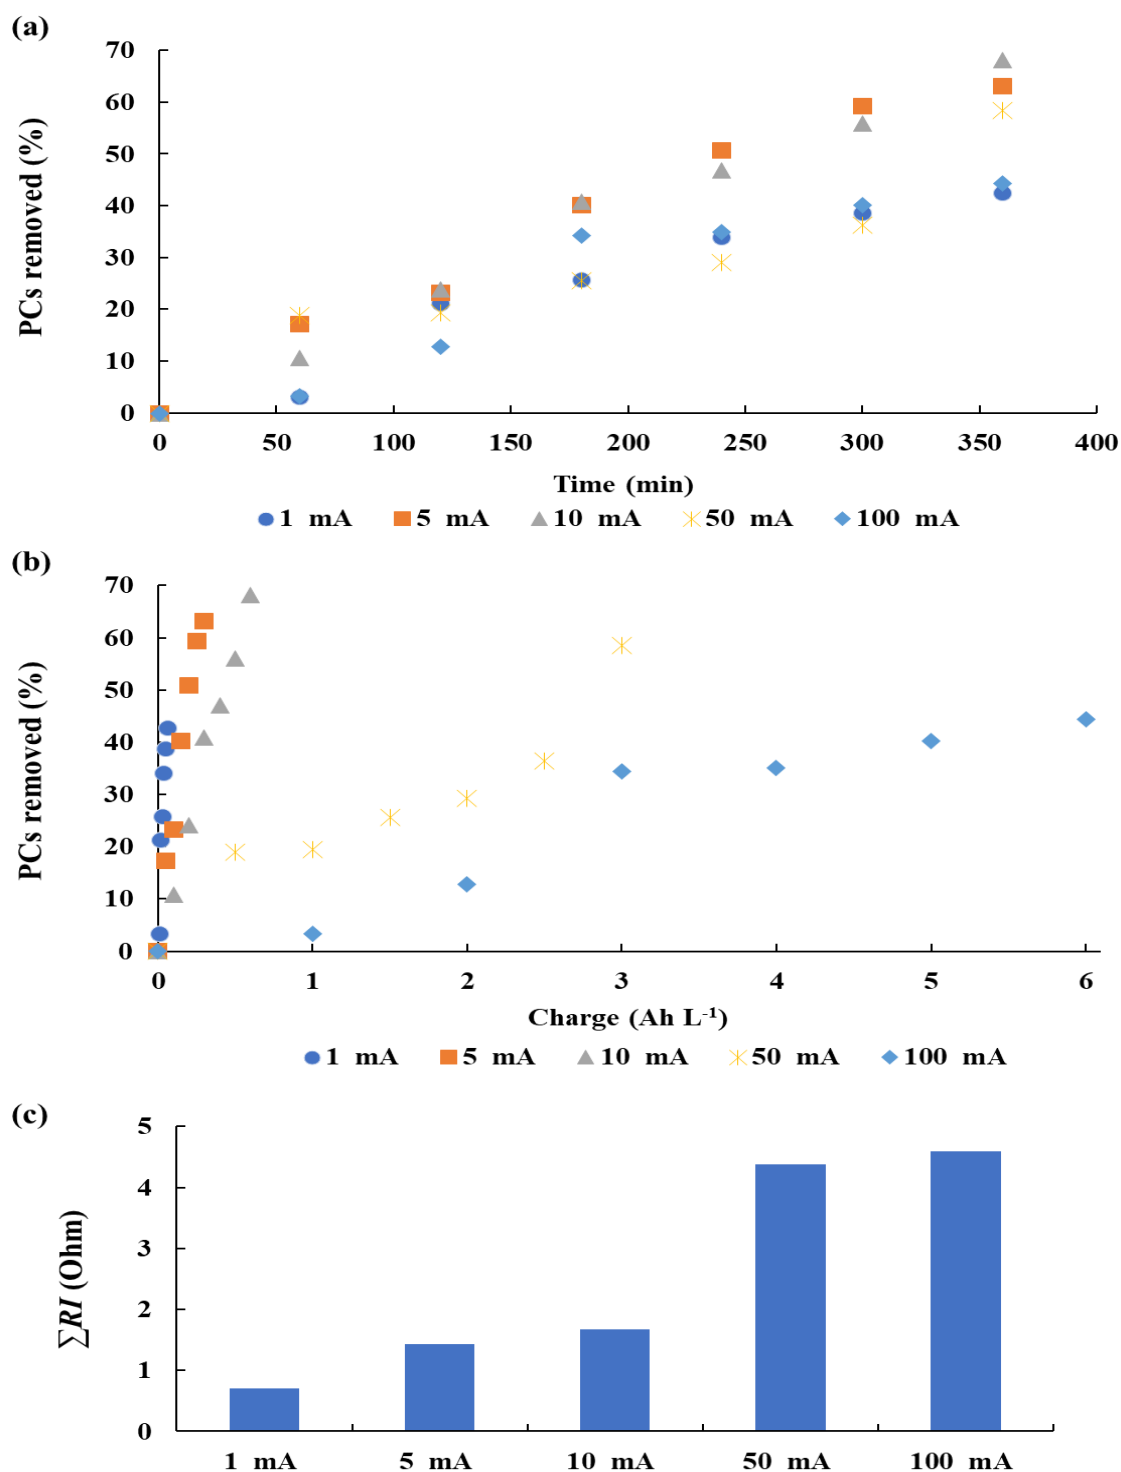 (a)
70
60
50
40
30
20
10
0
PCs removed (%)
0 50 100 150 200 250 300 350 400
Time (min)
1 mA 5 mA 10 mA 50 mA 100 mA
(b)
70
60
50
40
30
20
10
0
PCs removed (%)
0 1 2 3 4 5 6
Charge (Ah L⁻¹)
1 mA 5 mA 10 mA 50 mA 100 mA
(c)
5
4
3
2
1
0
∑RI (Ohm)
1 mA 5 mA 10 mA 50 mA 100 mA